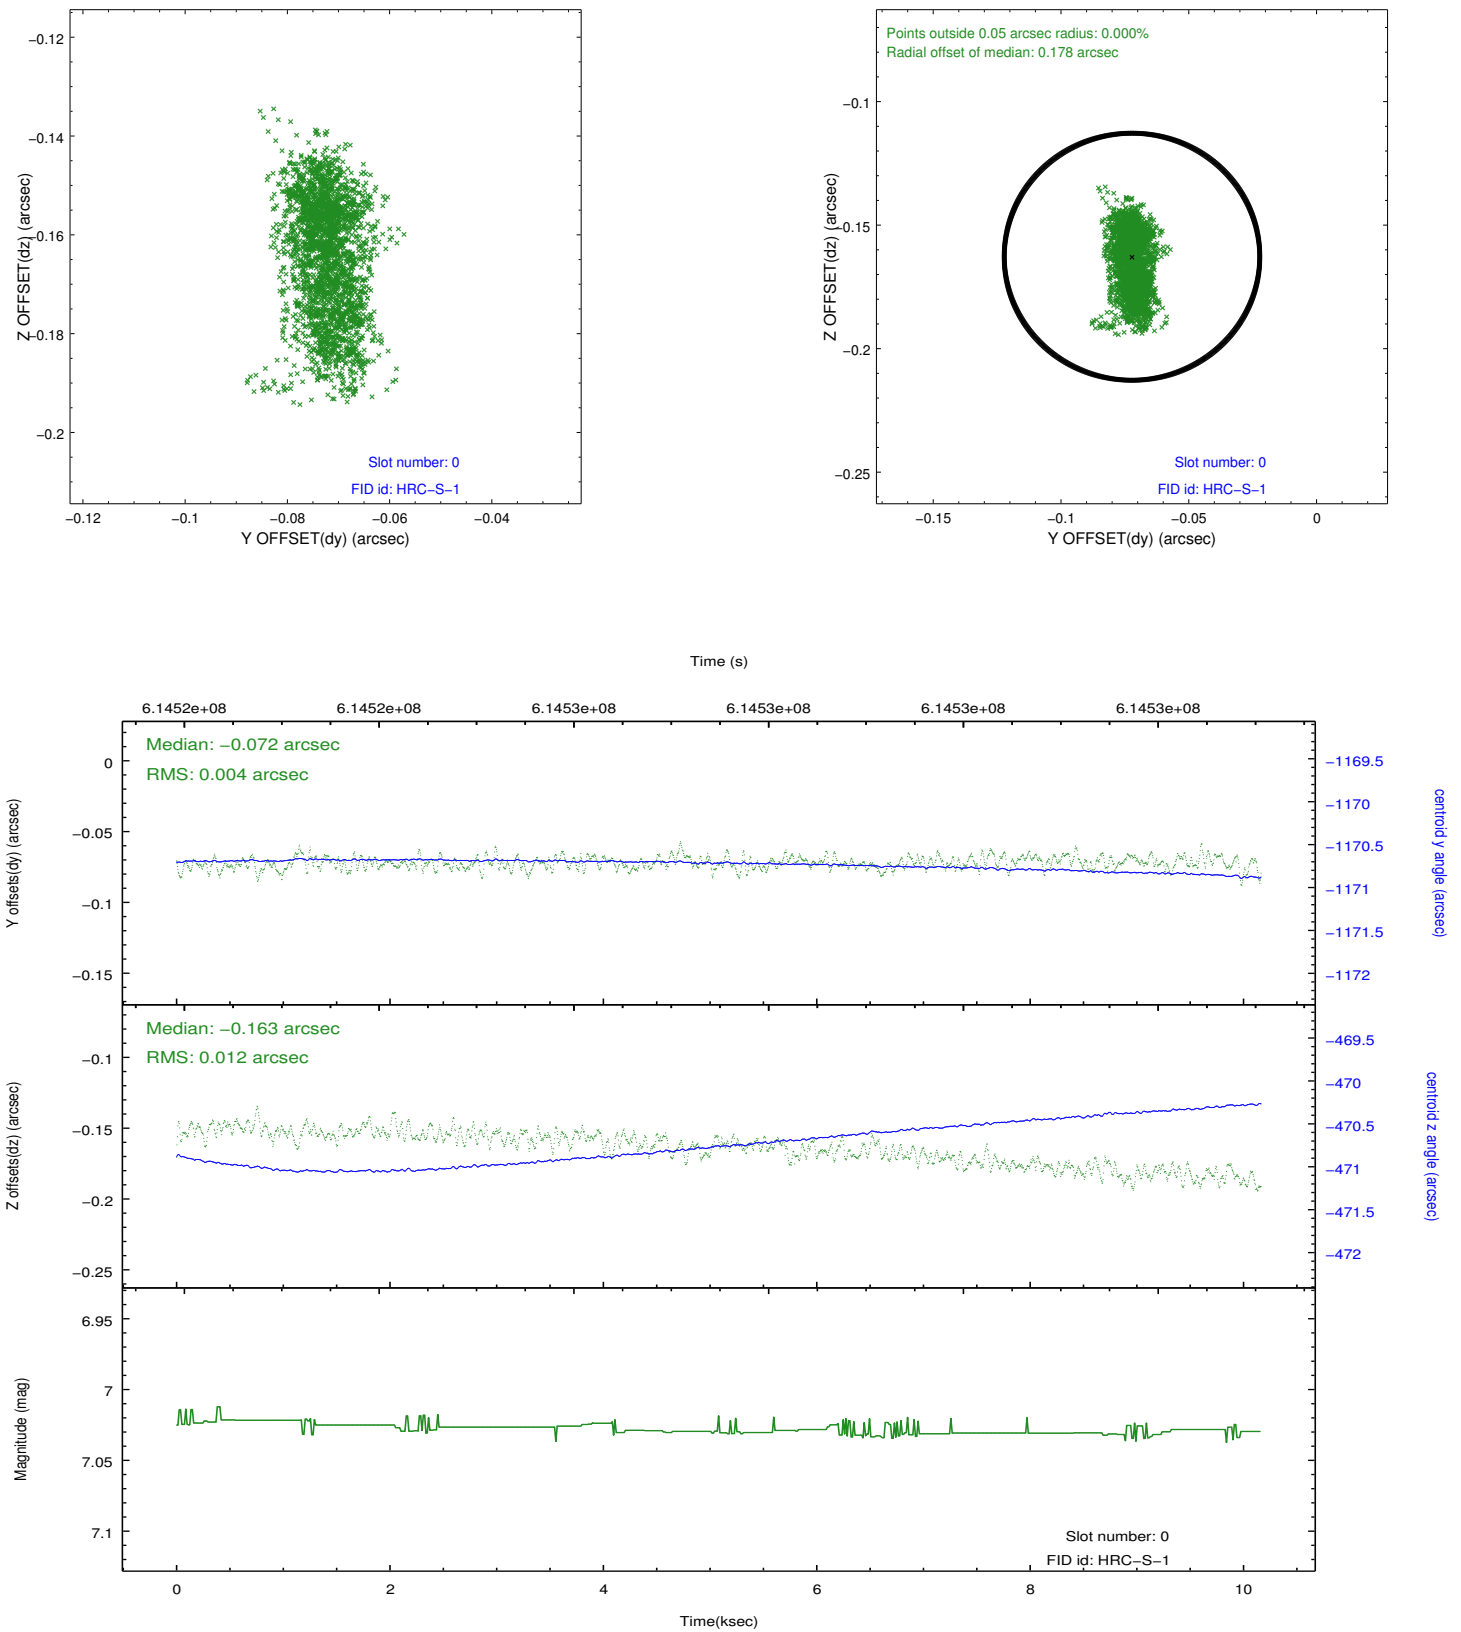 −0.12
−0.14
−0.16
−0.18
−0.2
Z OFFSET(dz) (arcsec)
Slot number: 0
FID id: HRC−S−1
−0.12 −0.1 −0.08 −0.06 −0.04
Y OFFSET(dy) (arcsec)
Points outside 0.05 arcsec radius: 0.000%
Radial offset of median: 0.178 arcsec
−0.1
−0.15
−0.2
−0.25
Z OFFSET(dz) (arcsec)
Slot number: 0
FID id: HRC−S−1
−0.15 −0.1 −0.05 0
Y OFFSET(dy) (arcsec)
Time (s)
6.1452e+08 6.1452e+08 6.1453e+08 6.1453e+08 6.1453e+08 6.1453e+08
Median: −0.072 arcsec
RMS: 0.004 arcsec
0
−0.05
−0.1
−0.15
Y offsets(dy) (arcsec)
−1169.5
−1170
−1170.5
−1171
−1171.5
−1172
centroid y angle (arcsec)
Median: −0.163 arcsec
RMS: 0.012 arcsec
−0.1
−0.15
−0.2
−0.25
Z offsets(dz) (arcsec)
−469.5
−470
−470.5
−471
−471.5
−472
centroid z angle (arcsec)
6.95
7
7.05
7.1
Magnitude (mag)
Slot number: 0
FID id: HRC−S−1
0 2 4 6 8 10
Time(ksec)